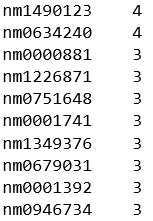 nm1490123    4
nm0634240    4
nm0000881    3
nm1226871    3
nm0751648    3
nm0001741    3
nm1349376    3
nm0679031    3
nm0001392    3
nm0946734    3